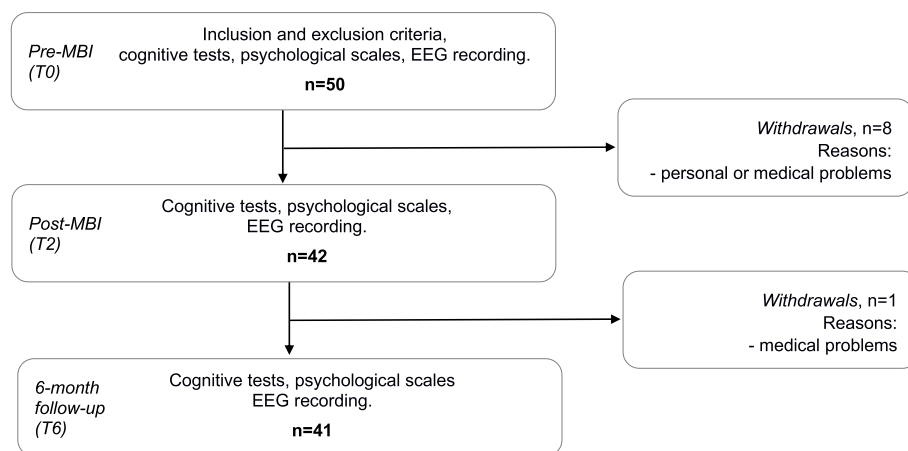 Pre-MBI
(T0)
Inclusion and exclusion criteria,
cognitive tests, psychological scales, EEG recording.
n=50
Withdrawals, n=8
Reasons:
- personal or medical problems
Post-MBI
(T2)
Cognitive tests, psychological scales,
EEG recording.
n=42
Withdrawals, n=1
Reasons:
- medical problems
6-month
follow-up
(T6)
Cognitive tests, psychological scales
EEG recording.
n=41